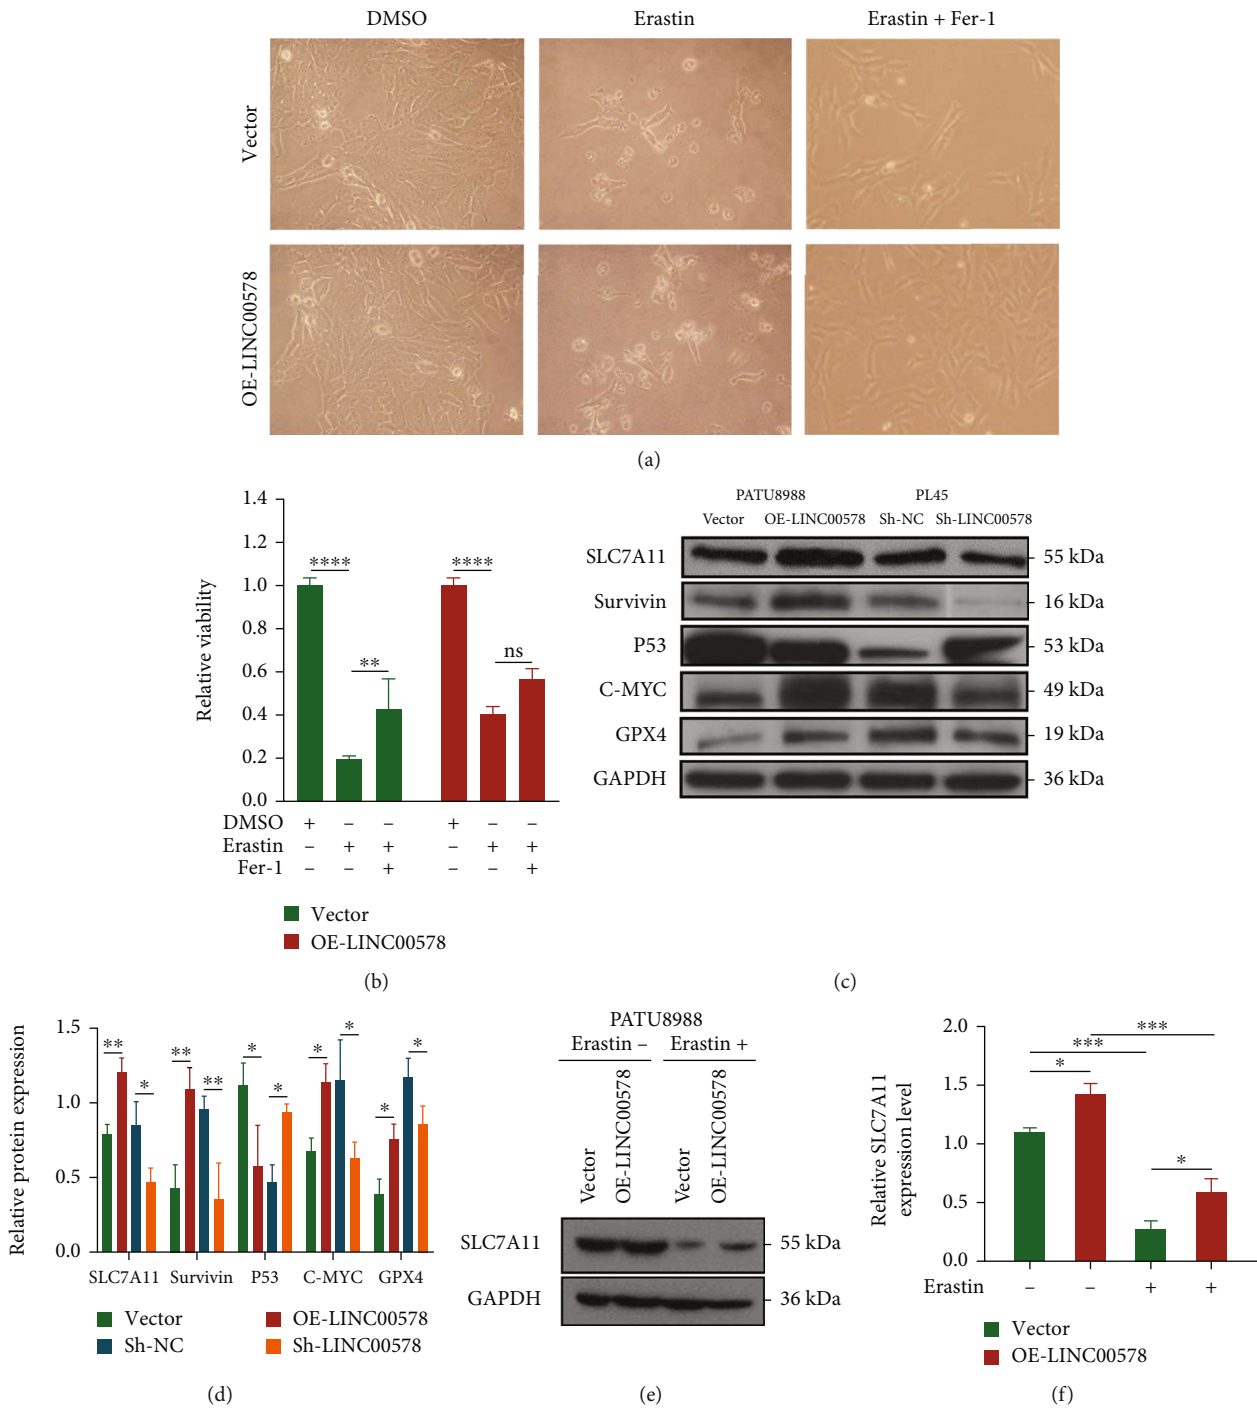 DMSO Erastin Erastin + Fer-1
Vector
OE-LINC00578
(a)
1.4
1.2
1.0
0.8
0.6
0.4
0.2
0.0
Relative viability
**** ** **** ns
DMSO + – – + – –
Erastin – + + – + +
Fer-1 – – + – – +
Vector
OE-LINC00578
(b)
PATU8988 PL45
Vector OE-LINC00578 Sh-NC Sh-LINC00578
SLC7A11 55 kDa
Survivin 16 kDa
P53 53 kDa
C-MYC 49 kDa
GPX4 19 kDa
GAPDH 36 kDa
(c)
1.5
1.0
0.5
0.0
Relative protein expression
** * ** ** * * * * * *
SLC7A11 Survivin P53 C-MYC GPX4
Vector OE-LINC00578
Sh-NC Sh-LINC00578
(d)
PATU8988
Erastin – Erastin +
Vector
OE-LINC00578
Vector
OE-LINC00578
SLC7A11 55 kDa
GAPDH 36 kDa
(e)
2.0
1.5
1.0
0.5
0.0
Relative SLC7A11
expression level
***
***
*
*
Erastin – – + +
Vector
OE-LINC00578
(f)